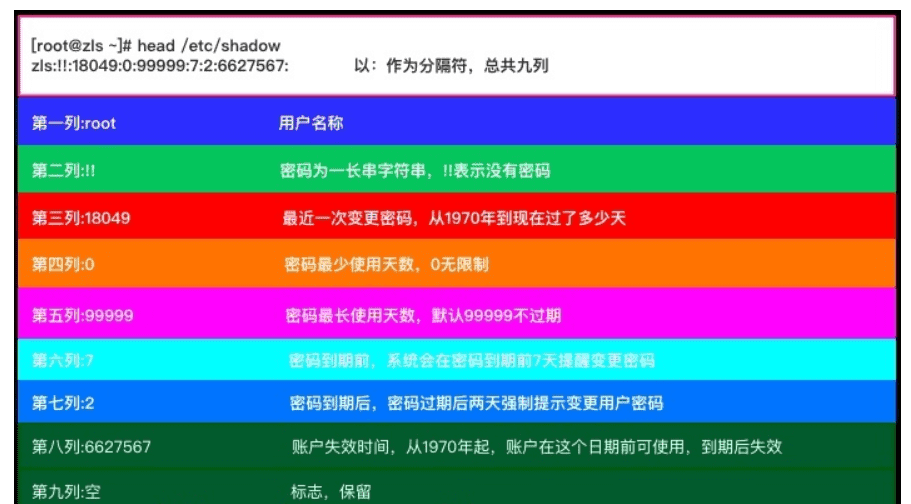 [root@zls ~]# head /etc/shadow
zls:!!:18049:0:99999:7:2:6627567: 以：作为分隔符，总共九列
第一列:root 用户名称
第二列:!! 密码为一长串字符串，!!表示没有密码
第三列:18049 最近一次变更密码，从1970年到现在过了多少天
第四列:0 密码最少使用天数，0无限制
第五列:99999 密码最长使用天数，默认99999不过期
第六列:7 密码到期前，系统会在密码到期前7天提醒变更密码
第七列:2 密码到期后，密码过期后两天强制提示变更用户密码
第八列:6627567 账户失效时间，从1970年起，账户在这个日期前可使用，到期后失效
第九列:空 标志，保留